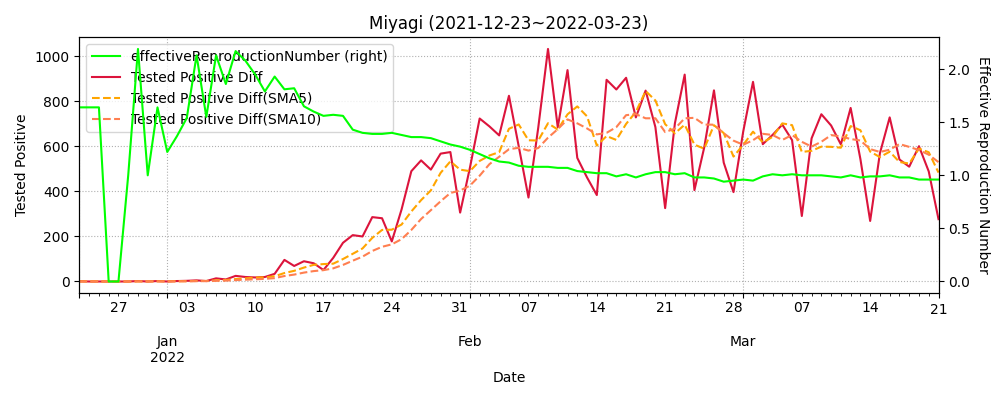 Miyagi (2021-12-23~2022-03-23)
effectiveReproductionNumber (right)
Tested Positive Diff
Tested Positive Diff(SMA5)
Tested Positive Diff(SMA10)
Tested Positive
1000
800
600
400
200
0
Effective Reproduction Number
2.0
1.5
1.0
0.5
0.0
27 03 10 17 24 31 07 14 21 28 07 14 21
Jan Feb Mar
2022
Date